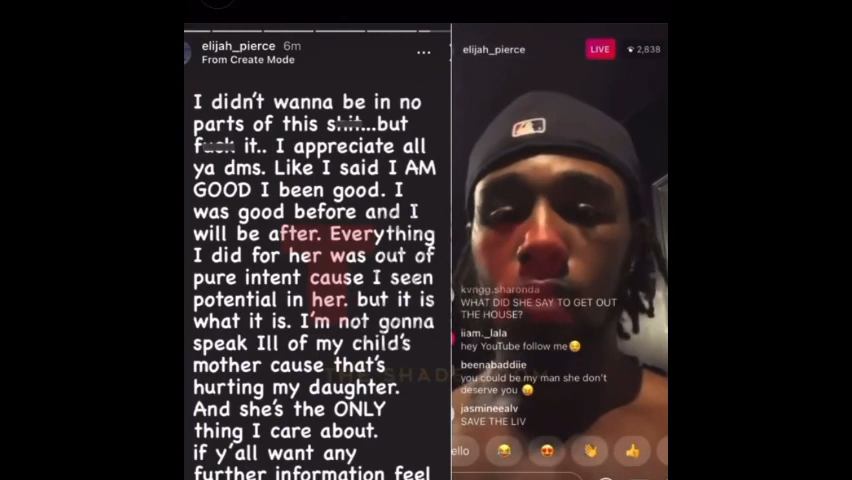 elijah_pierce 6m
From Create Mode
I didn't wanna be in no
parts of this shit...but
fuck it.. I appreciate all
ya dms. Like I said I AM
GOOD I been good. I
was good before and I
will be after. Everything
I did for her was out of
pure intent cause I seen
potential in her. but it is
what it is. I'm not gonna
speak Ill of my child's
mother cause that's
hurting my daughter.
And she's the ONLY
thing I care about.
if y'all want any
further information feel
elijah_pierce
LIVE
2,838
kvngg.sharonda
WHAT DID SHE SAY TO GET OUT
THE HOUSE?
iiam._lala
hey YouTube follow me😊
beenabaddiie
you could be my man she don't
deserve you 😠
jasmineealv
SAVE THE LIV
ello